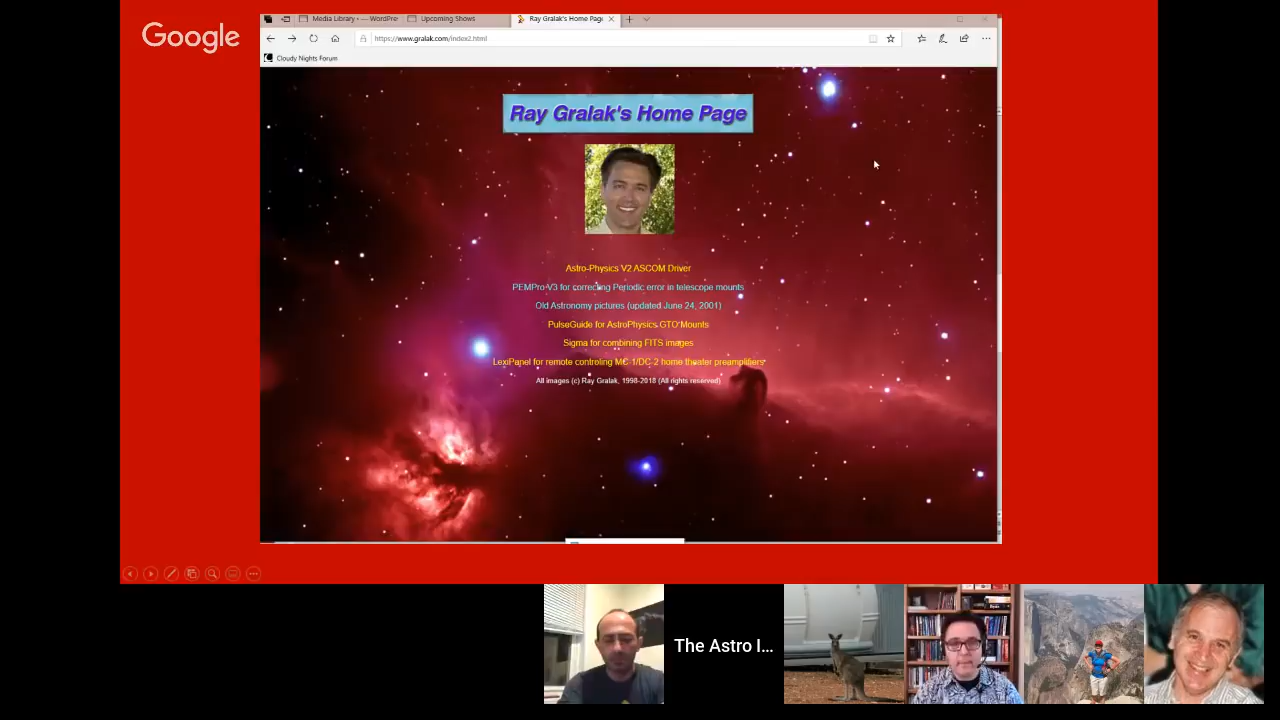 Google
Media Library ‹ — WordPre
Upcoming Shows
Ray Gralak's Home Page
https://www.gralak.com/index2.html
Cloudy Nights Forum
Ray Gralak's Home Page
Astro-Physics V2 ASCOM Driver
PEMPro V3 for correcting Periodic error in telescope mounts
Old Astronomy pictures (updated June 24, 2001)
PulseGuide for AstroPhysics GTO Mounts
Sigma for combining FITS images
LexiPanel for remote controling MC-1/DC-2 home theater preamplifiers
All images (c) Ray Gralak, 1998-2018 (All rights reserved)
The Astro I...